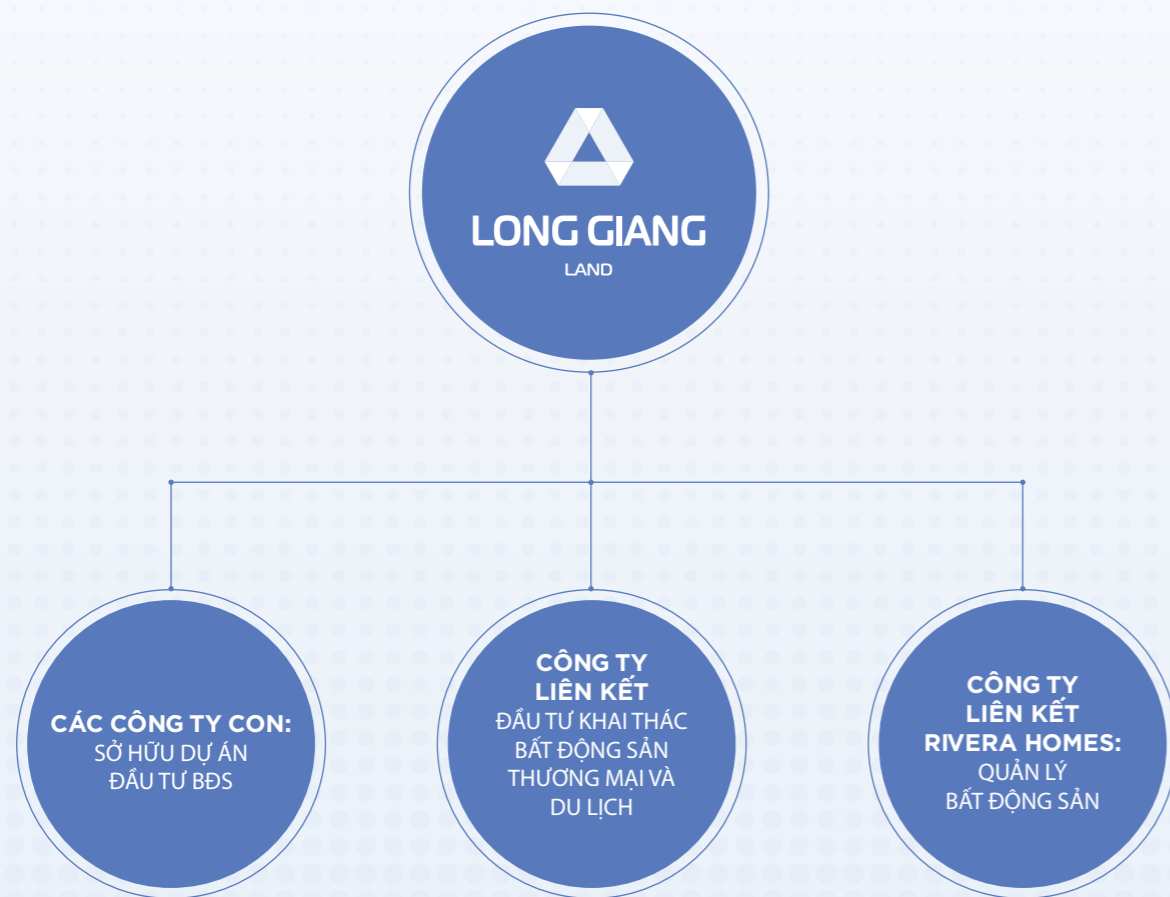 LONG GIANG
LAND
CÁC CÔNG TY CON:
SỞ HỮU DỰ ÁN
ĐẦU TƯ BĐS
CÔNG TY
LIÊN KẾT
ĐẦU TƯ KHAI THÁC
BẤT ĐỘNG SẢN
THƯƠNG MẠI VÀ
DU LỊCH
CÔNG TY
LIÊN KẾT
RIVERA HOMES:
QUẢN LÝ
BẤT ĐỘNG SẢN